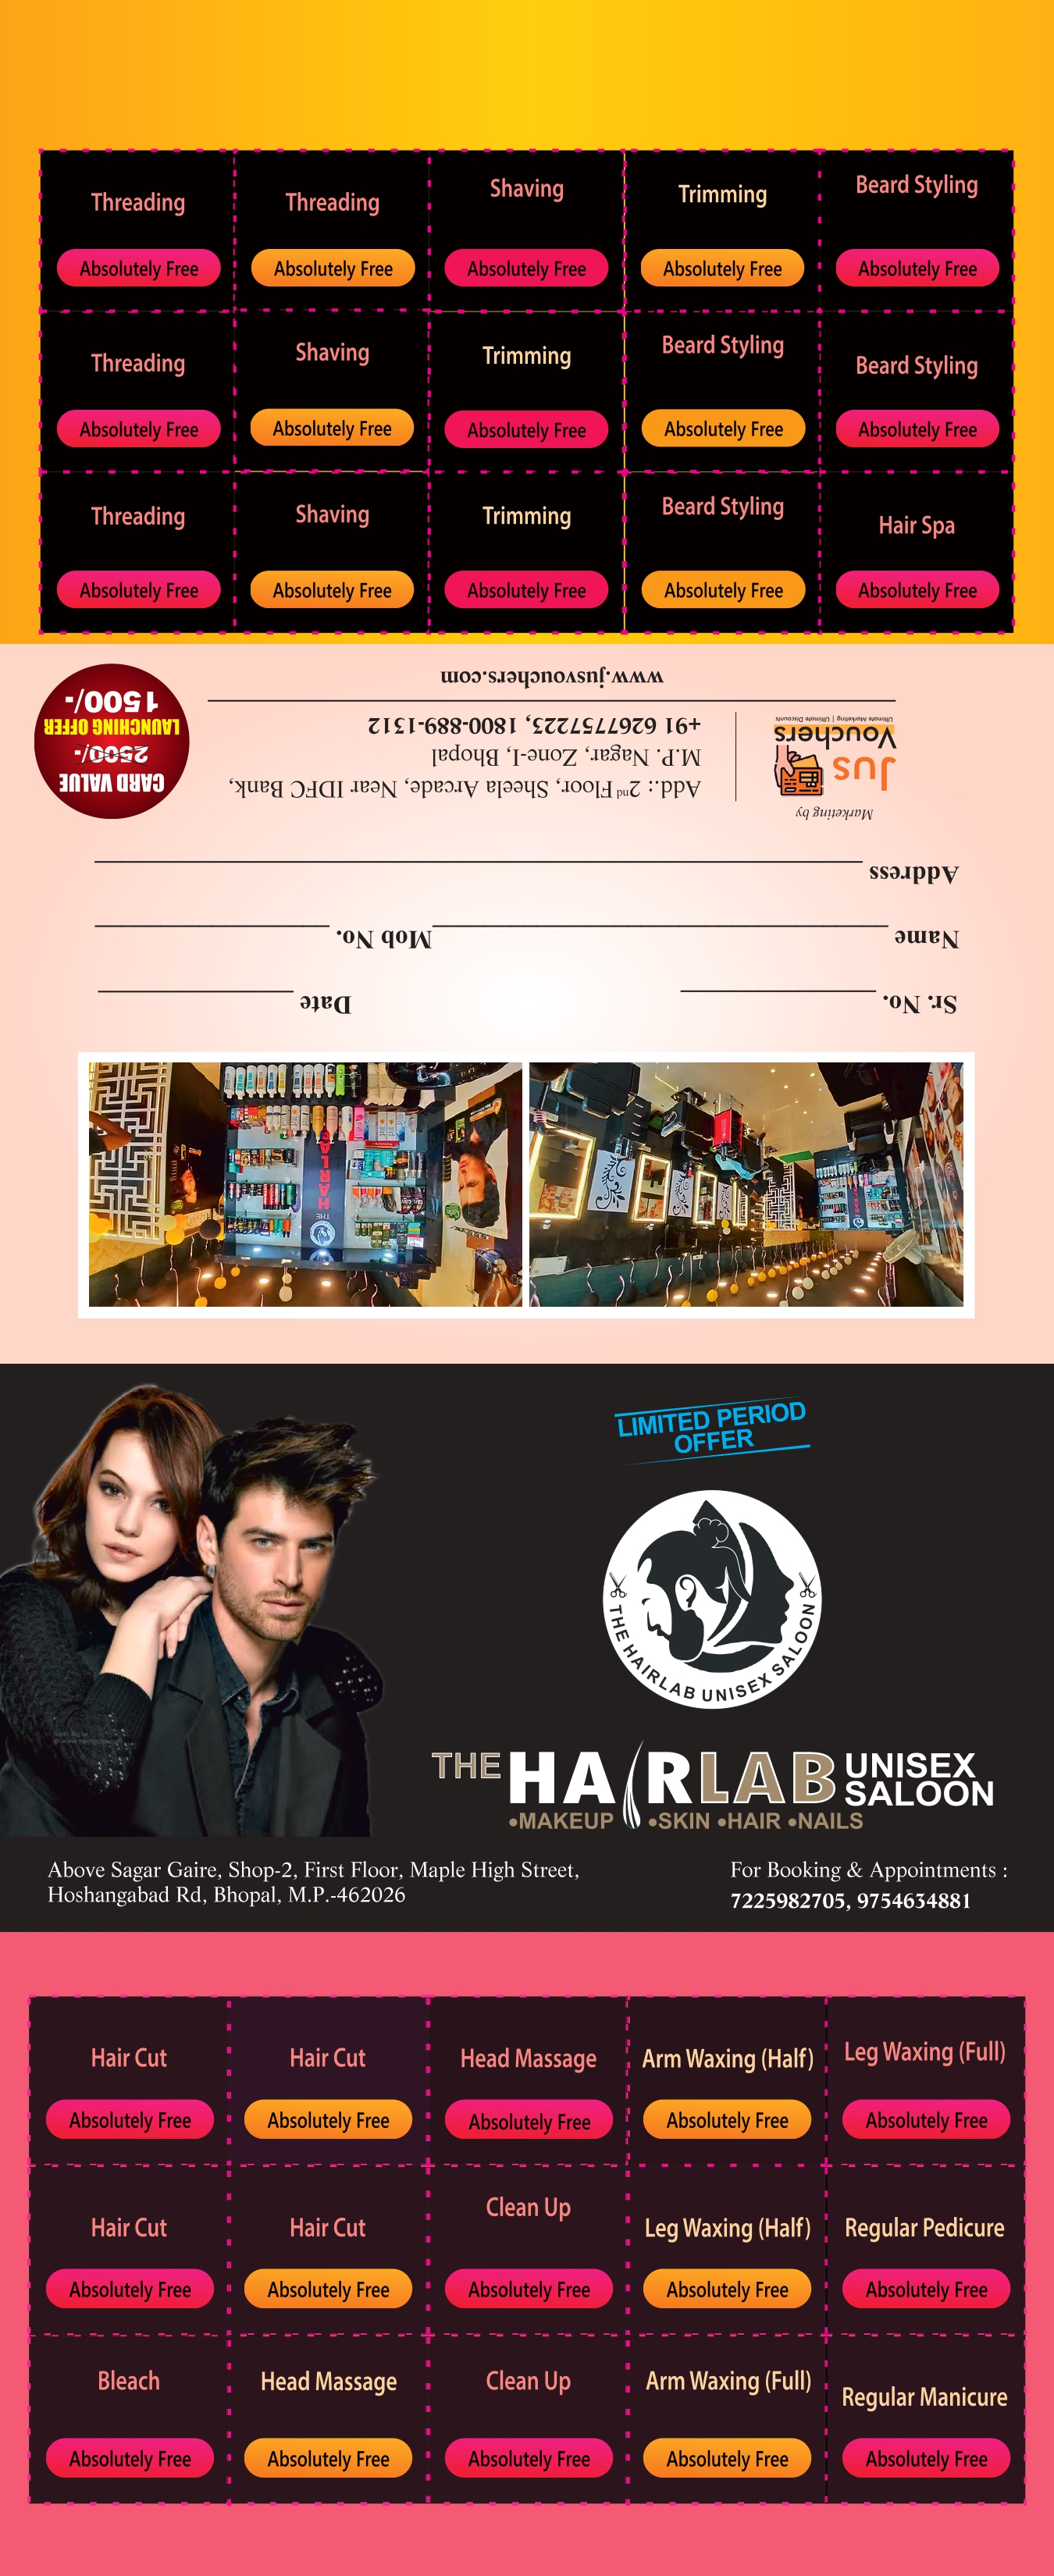 Threading
Absolutely Free
Threading
Absolutely Free
Shaving
Absolutely Free
Trimming
Absolutely Free
Beard Styling
Absolutely Free
Threading
Absolutely Free
Shaving
Absolutely Free
Trimming
Absolutely Free
Beard Styling
Absolutely Free
Beard Styling
Absolutely Free
Threading
Absolutely Free
Shaving
Absolutely Free
Trimming
Absolutely Free
Beard Styling
Absolutely Free
Hair Spa
Absolutely Free
Sr. No.
Date
Name
Mob No.
Address
Marketing by
Jus
Vouchers
Ultimate Marketing | Ultimate Discounts
Add.: 2nd Floor, Sheela Arcade, Near IDFC Bank,
M.P. Nagar, Zone-I, Bhopal
+91 6267757223, 1800-889-1312
www.jusvouchers.com
CARD VALUE
2500/-
LAUNCHING OFFER
1500/-
THE
HAIRLAB
LIMITED PERIOD
OFFER
THE HAIRLAB UNISEX SALOON
THE HAIRLAB UNISEX
SALOON
•MAKEUP •SKIN •HAIR •NAILS
Above Sagar Gaire, Shop-2, First Floor, Maple High Street,
Hoshangabad Rd, Bhopal, M.P.-462026
For Booking & Appointments :
7225982705, 9754634881
Hair Cut
Absolutely Free
Hair Cut
Absolutely Free
Head Massage
Absolutely Free
Arm Waxing (Half)
Absolutely Free
Leg Waxing (Full)
Absolutely Free
Hair Cut
Absolutely Free
Hair Cut
Absolutely Free
Clean Up
Absolutely Free
Leg Waxing (Half)
Absolutely Free
Regular Pedicure
Absolutely Free
Bleach
Absolutely Free
Head Massage
Absolutely Free
Clean Up
Absolutely Free
Arm Waxing (Full)
Absolutely Free
Regular Manicure
Absolutely Free